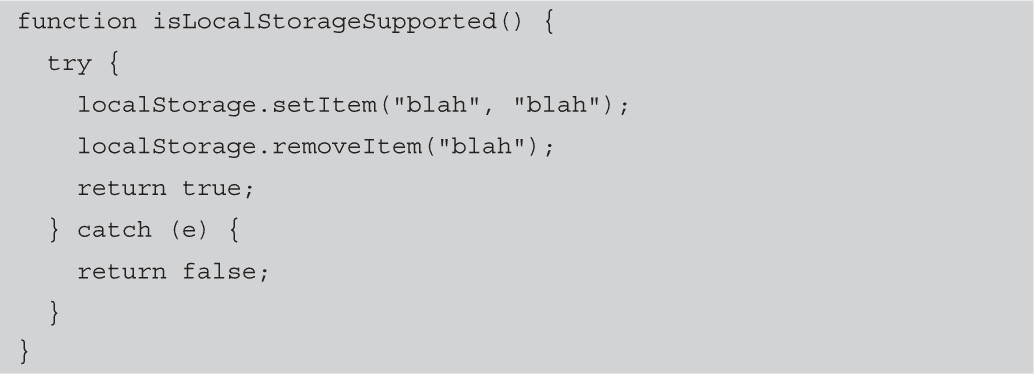 function isLocalStorageSupported() {
  try {
    localStorage.setItem("blah", "blah");
    localStorage.removeItem("blah");
    return true;
  } catch (e) {
    return false;
  }
}